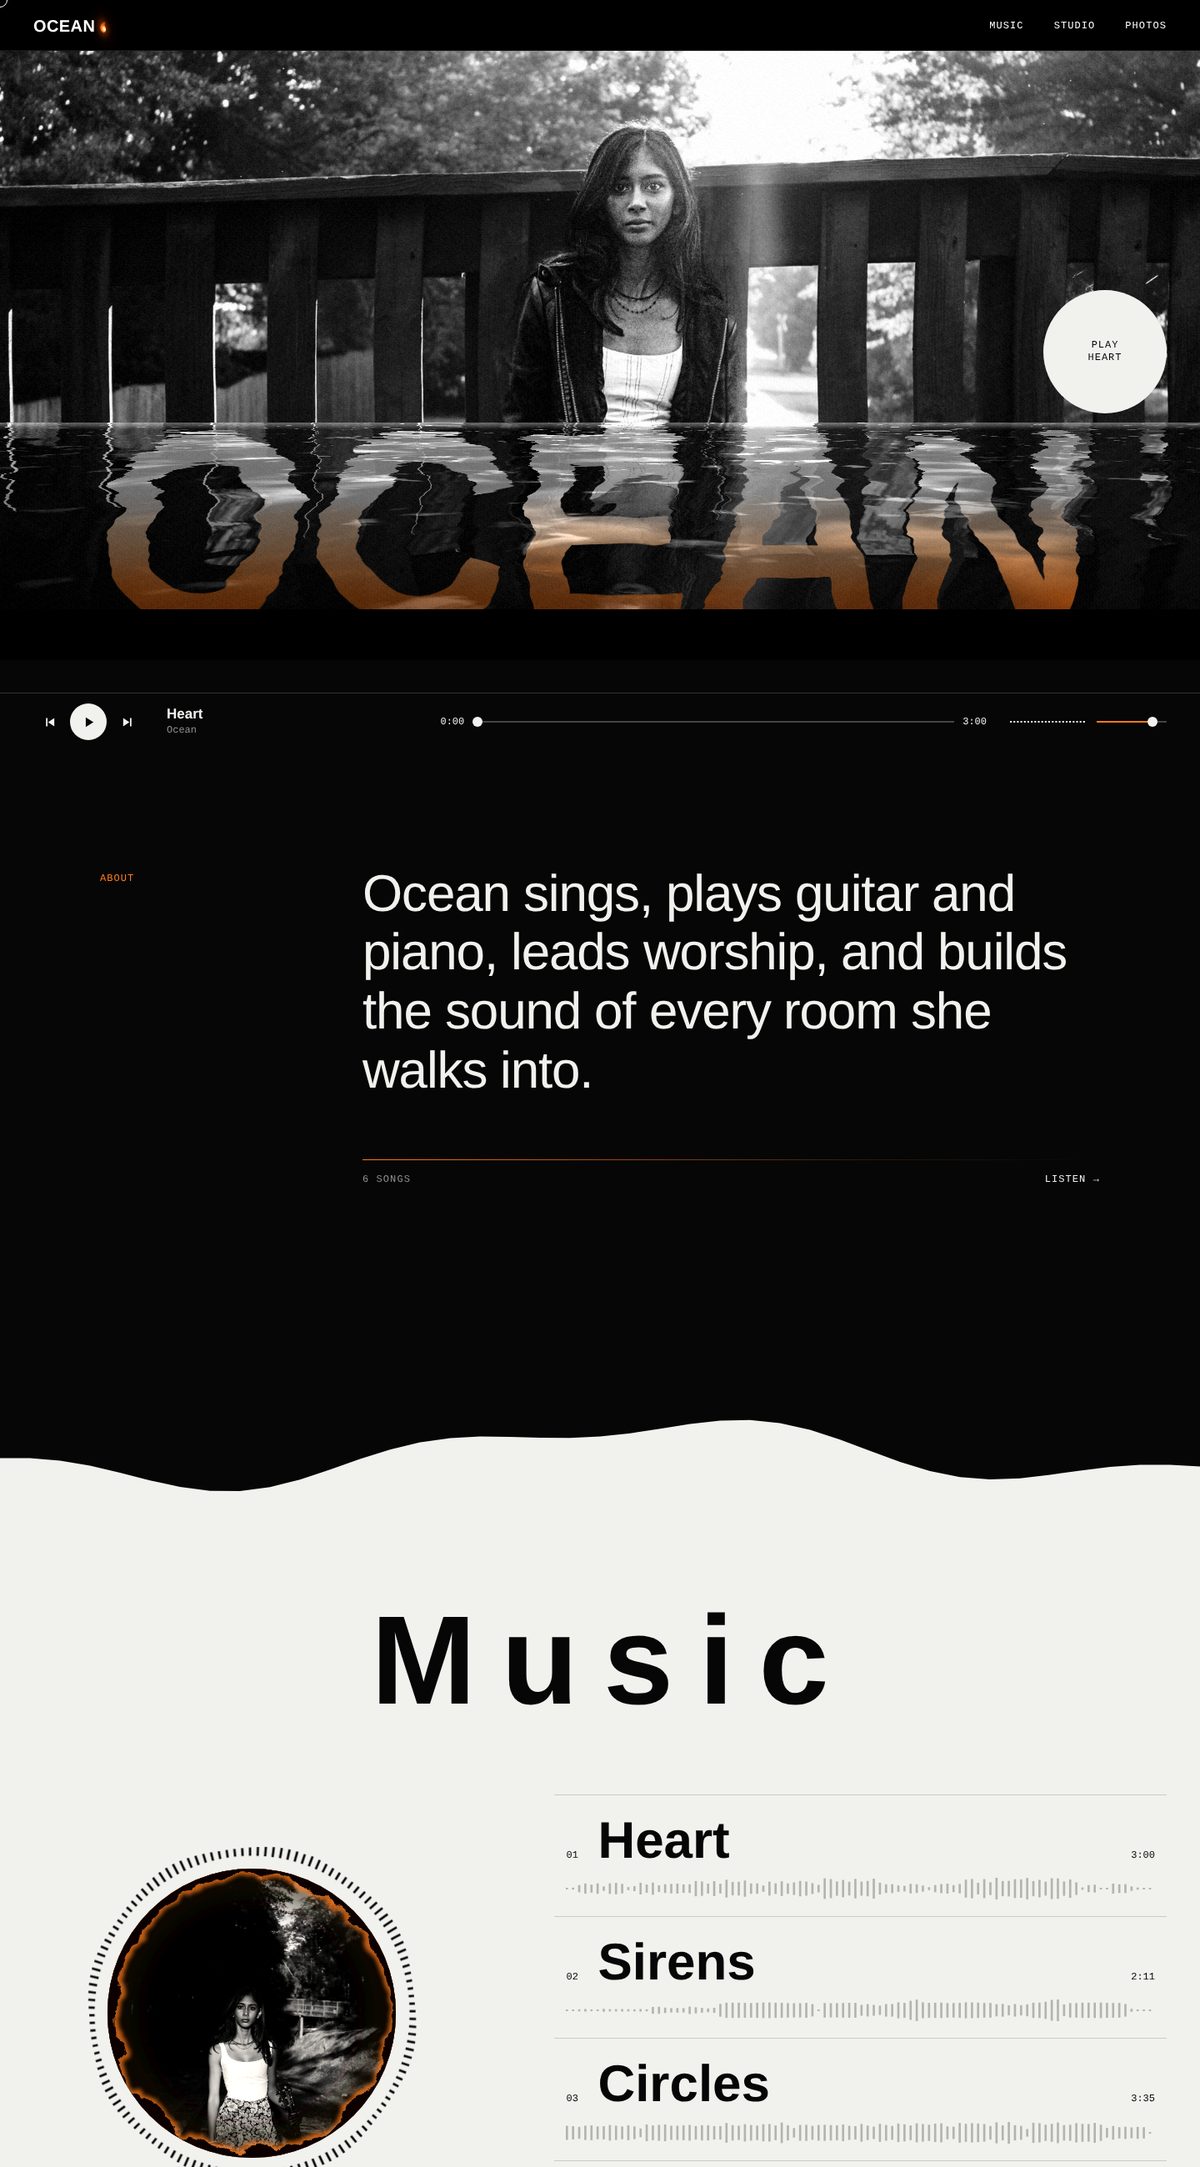 OCEAN
MUSIC STUDIO PHOTOS
PLAY
HEART
OCEAN
Heart
Ocean
0:00
3:00
ABOUT
Ocean sings, plays guitar and
piano, leads worship, and builds
the sound of every room she
walks into.
6 SONGS
LISTEN →
Music
01 Heart 3:00
02 Sirens 2:11
03 Circles 3:35